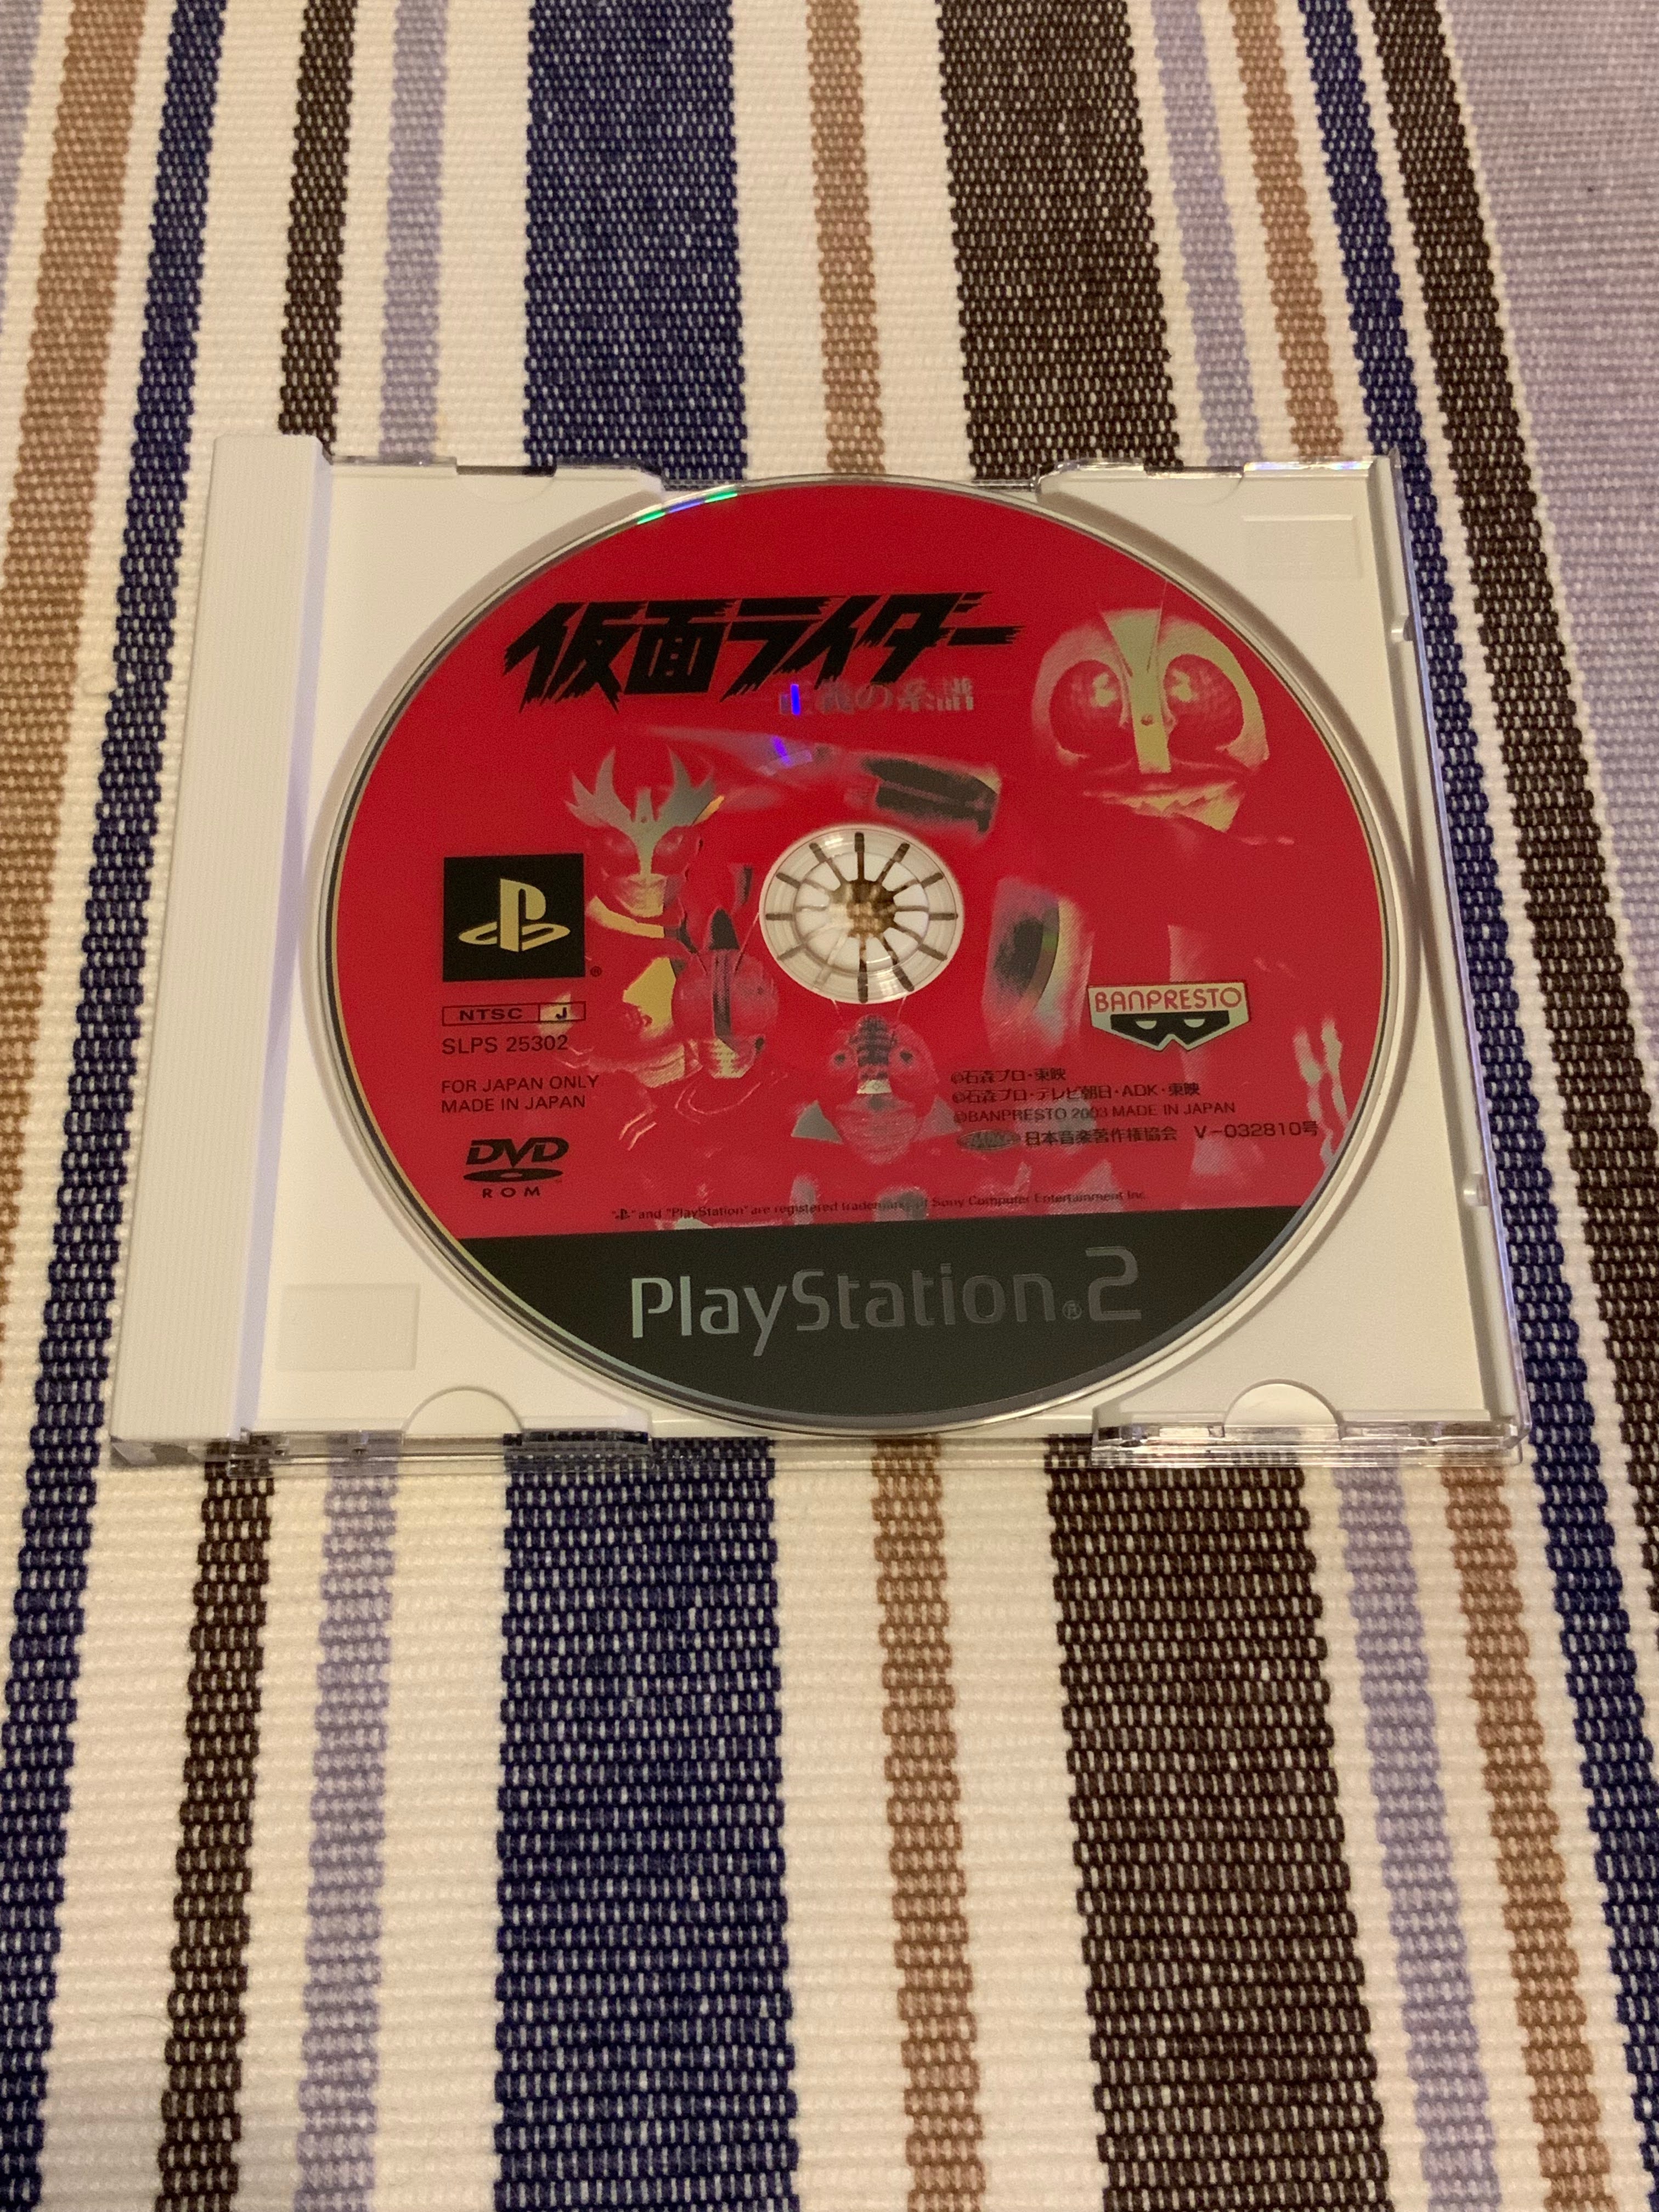 仮面ライダー
正義の系譜
NTSC J
SLPS 25302
FOR JAPAN ONLY
MADE IN JAPAN
DVD
ROM
BANPRESTO
©石森プロ・東映
©石森プロ・テレビ朝日・ADK・東映
©BANPRESTO 2003 MADE IN JAPAN
日本音楽著作権協会 V-032810号
" " and "PlayStation" are registered trademarks of Sony Computer Entertainment Inc.
PlayStation®2